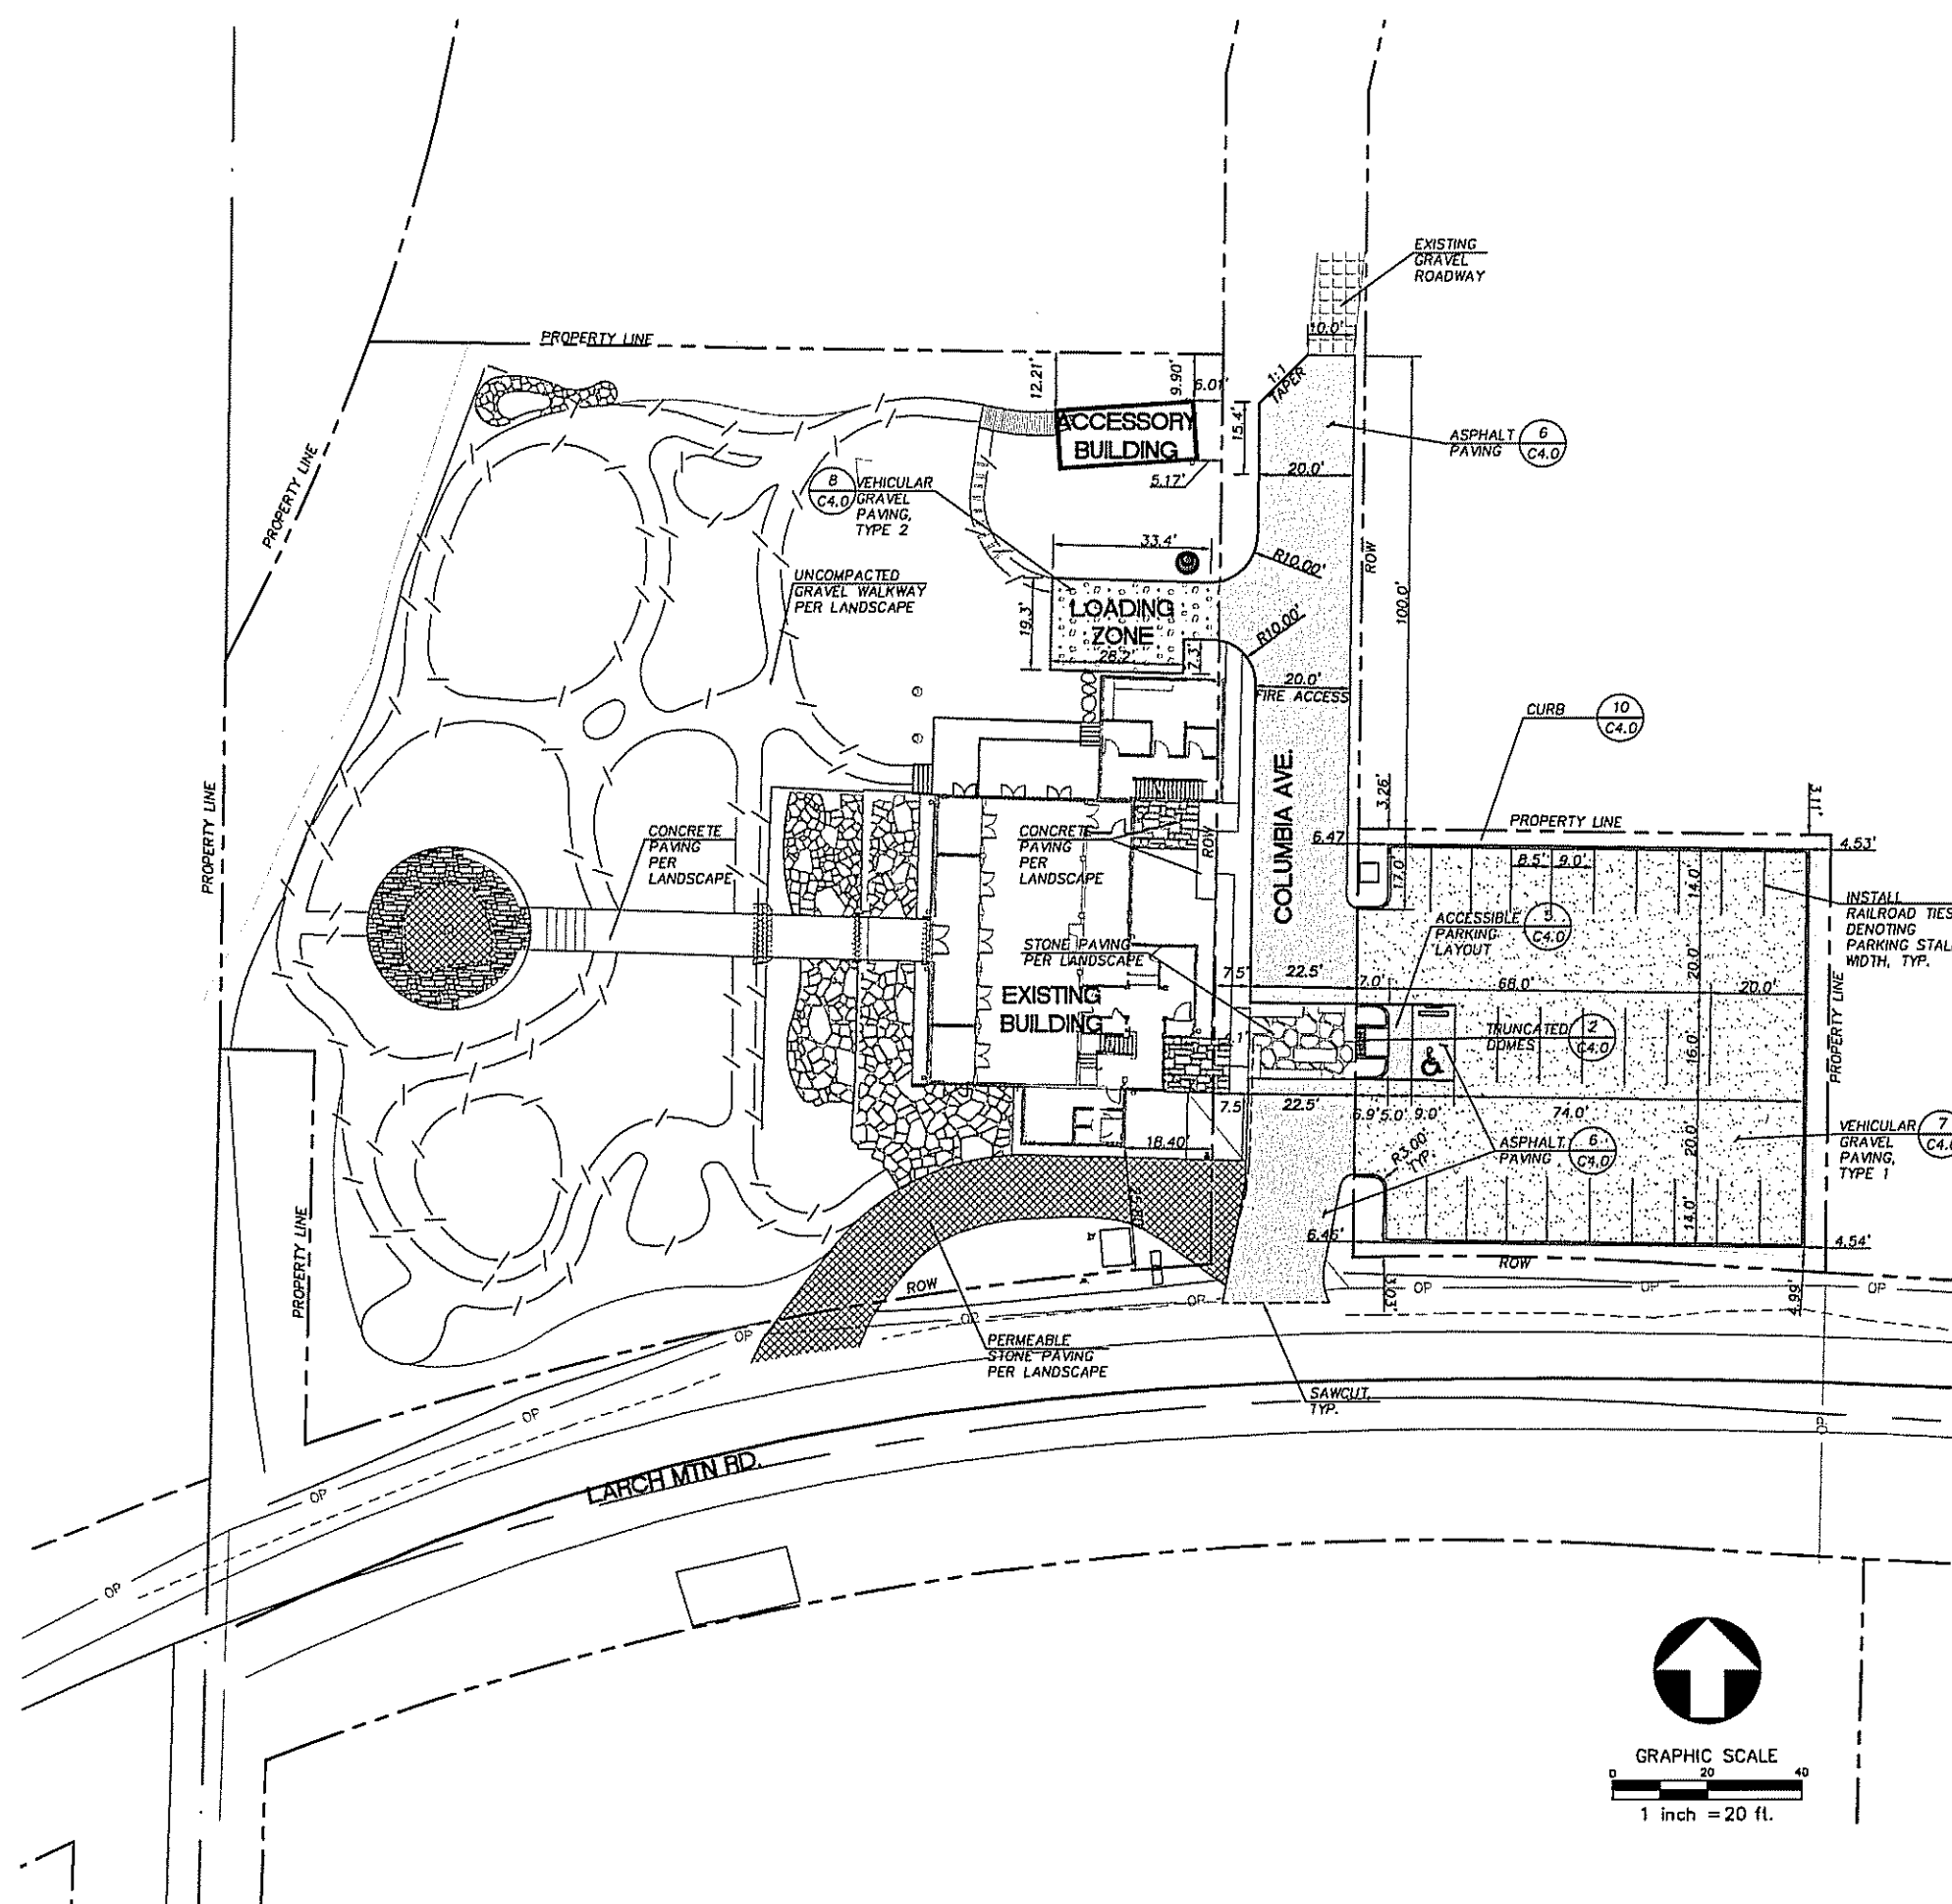 EXISTING
GRAVEL
ROADWAY
10.0'
PROPERTY LINE
12.21'
9.90'
6.01'
1:1
TAPER
ACCESSORY
BUILDING
15.4'
ASPHALT
PAVING
6
C4.0
20.0'
5.17'
PROPERTY LINE
8
C4.0
VEHICULAR
GRAVEL
PAVING,
TYPE 2
33.4'
R10.00'
ROW
UNCOMPACTED
GRAVEL WALKWAY
PER LANDSCAPE
19.3'
LOADING
ZONE
28.2'
7.3'
R10.00'
100.0'
20.0'
FIRE ACCESS
CURB
10
C4.0
COLUMBIA AVE.
3.26'
3.11'
PROPERTY LINE
PROPERTY LINE
CONCRETE
PAVING
PER
LANDSCAPE
CONCRETE
PAVING
PER
LANDSCAPE
ROW
6.47'
4.53'
8.5'
9.0'
14.0'
17.0'
INSTALL
RAILROAD TIES
DENOTING
PARKING STAL
WIDTH, TYP.
ACCESSIBLE
PARKING
LAYOUT
C4.0
STONE PAVING
PER LANDSCAPE
7.5'
22.5'
7.0'
68.0'
20.0'
20.0'
EXISTING
BUILDING
TRUNCATED
DOMES
2
C4.0
16.0'
PROPERTY LINE
7.5'
22.5'
6.9'
5.0'
9.0'
74.0'
18.40'
R3.00'
TYP.
ASPHALT
PAVING
6
C4.0
20.0'
VEHICULAR
GRAVEL
PAVING,
TYPE 1
7
C4.0
14.0'
PROPERTY LINE
6.45'
4.54'
ROW
ROW
3.03'
4.99'
OP
OP
OP
OP
OP
OP
PERMEABLE
STONE PAVING
PER LANDSCAPE
SAWCUT,
TYP.
OP
OP
LARCH MTN RD.
OP
OP
GRAPHIC SCALE
0 20 40
1 inch = 20 ft.